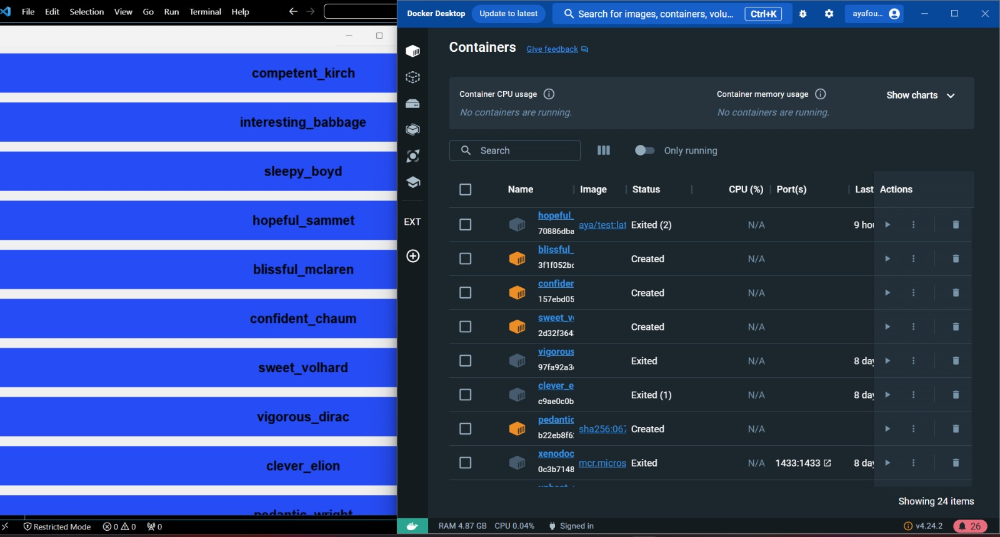 File Edit Selection View Go Run Terminal Help
competent_kirch
interesting_babbage
sleepy_boyd
hopeful_sammet
blissful_mclaren
confident_chaum
sweet_volhard
vigorous_dirac
clever_elion
pedantic_wright
Restricted Mode 0 0 0
Docker Desktop Update to latest Search for images, containers, volu... Ctrl+K ayafou...
Containers Give feedback
Container CPU usage Container memory usage Show charts
No containers are running. No containers are running.
Search Only running
EXT
Name Image Status CPU (%) Port(s) Last Actions
hopeful_
70886dba
aya/test:lat Exited (2) N/A 9 hou
blissful_
3f1f052bc
Created N/A
confider
157ebd05
Created N/A
sweet_v
2d32f364
Created N/A
vigorous
97fa92a3
Exited N/A 8 day
clever_e
c9ae0c0b
Exited (1) N/A 8 day
pedantic
b22eb8f6
sha256:067 Created N/A
xenodoc
0c3b7148
mcr.micros Exited N/A 1433:1433 8 day
Showing 24 items
RAM 4.87 GB CPU 0.04% Signed in v4.24.2 26